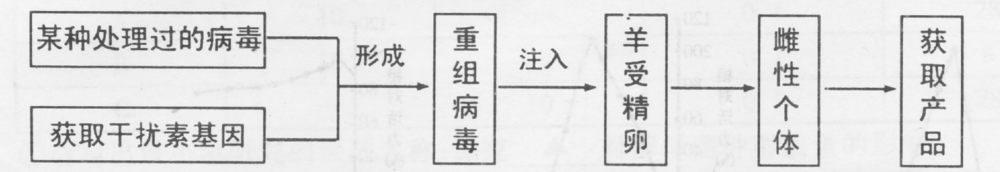 某种处理过的病毒
获取干扰素基因
形成
重组病毒
注入
羊受精卵
雌性个体
获取产品